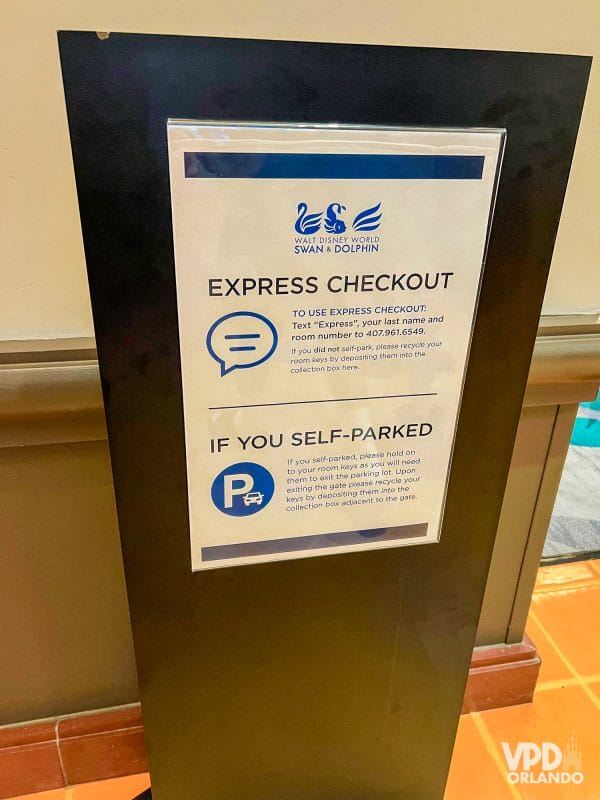 WALT DISNEY WORLD
SWAN & DOLPHIN
EXPRESS CHECKOUT
TO USE EXPRESS CHECKOUT:
Text “Express”, your last name and
room number to 407.961.6549.
If you did not self-park, please recycle your
room keys by depositing them into the
collection box here.
IF YOU SELF-PARKED
P
If you self-parked, please hold on
to your room keys as you will need
them to exit the parking lot. Upon
exiting the gate please recycle your
keys by depositing them into the
collection box adjacent to the gate.
VPD
ORLANDO